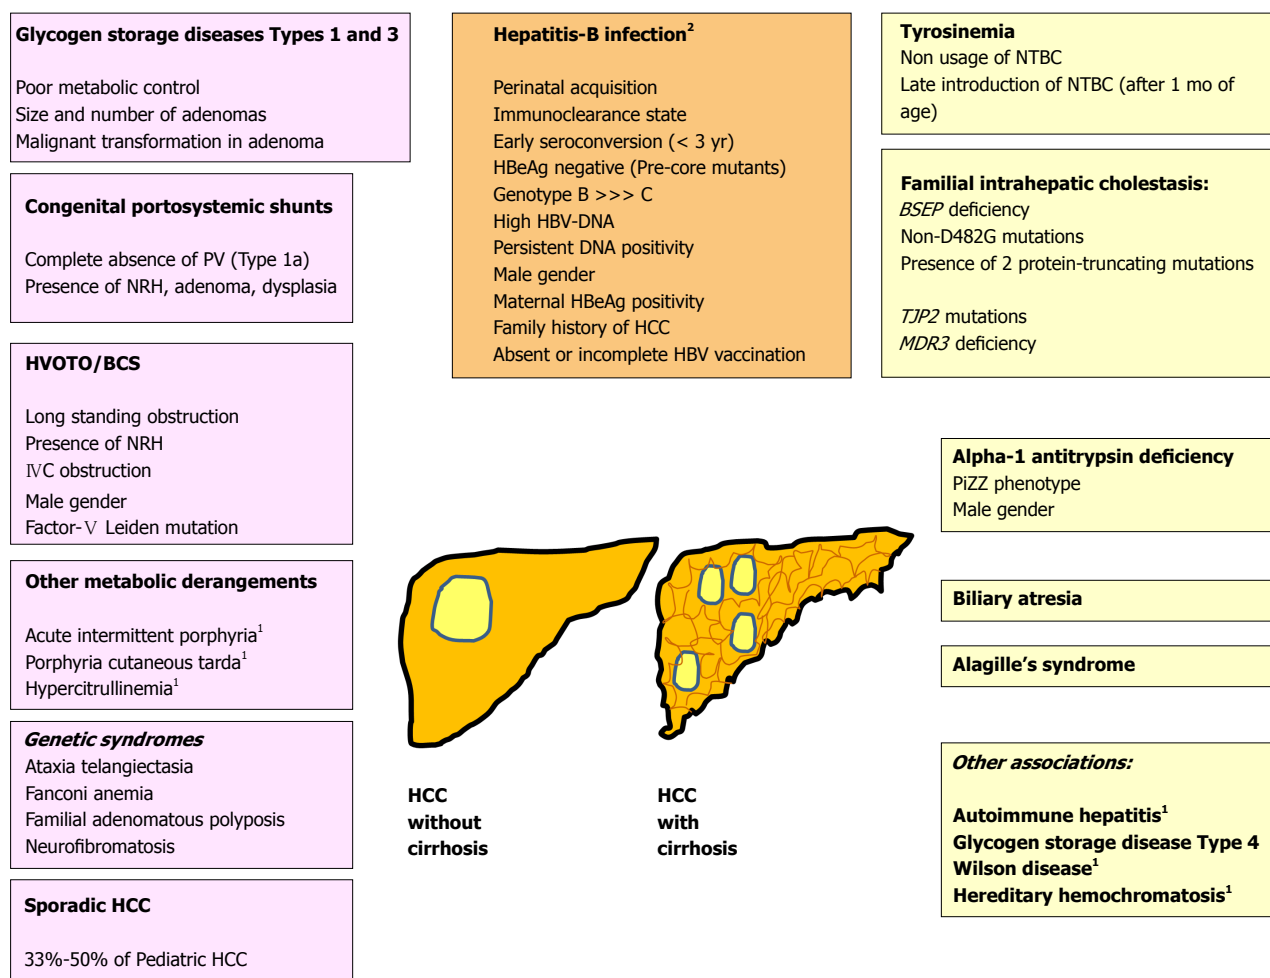 Glycogen storage diseases Types 1 and 3
Poor metabolic control
Size and number of adenomas
Malignant transformation in adenoma
Congenital portosystemic shunts
Complete absence of PV (Type 1a)
Presence of NRH, adenoma, dysplasia
HVOTO/BCS
Long standing obstruction
Presence of NRH
ⅣC obstruction
Male gender
Factor-Ⅴ Leiden mutation
Other metabolic derangements
Acute intermittent porphyria¹
Porphyria cutaneous tarda¹
Hypercitrullinemia¹
Genetic syndromes
Ataxia telangiectasia
Fanconi anemia
Familial adenomatous polyposis
Neurofibromatosis
Sporadic HCC
33%-50% of Pediatric HCC
Hepatitis-B infection²
Perinatal acquisition
Immunoclearance state
Early seroconversion (< 3 yr)
HBeAg negative (Pre-core mutants)
Genotype B >>> C
High HBV-DNA
Persistent DNA positivity
Male gender
Maternal HBeAg positivity
Family history of HCC
Absent or incomplete HBV vaccination
HCC
without
cirrhosis
HCC
with
cirrhosis
Tyrosinemia
Non usage of NTBC
Late introduction of NTBC (after 1 mo of
age)
Familial intrahepatic cholestasis:
BSEP deficiency
Non-D482G mutations
Presence of 2 protein-truncating mutations
TJP2 mutations
MDR3 deficiency
Alpha-1 antitrypsin deficiency
PiZZ phenotype
Male gender
Biliary atresia
Alagille’s syndrome
Other associations:
Autoimmune hepatitis¹
Glycogen storage disease Type 4
Wilson disease¹
Hereditary hemochromatosis¹